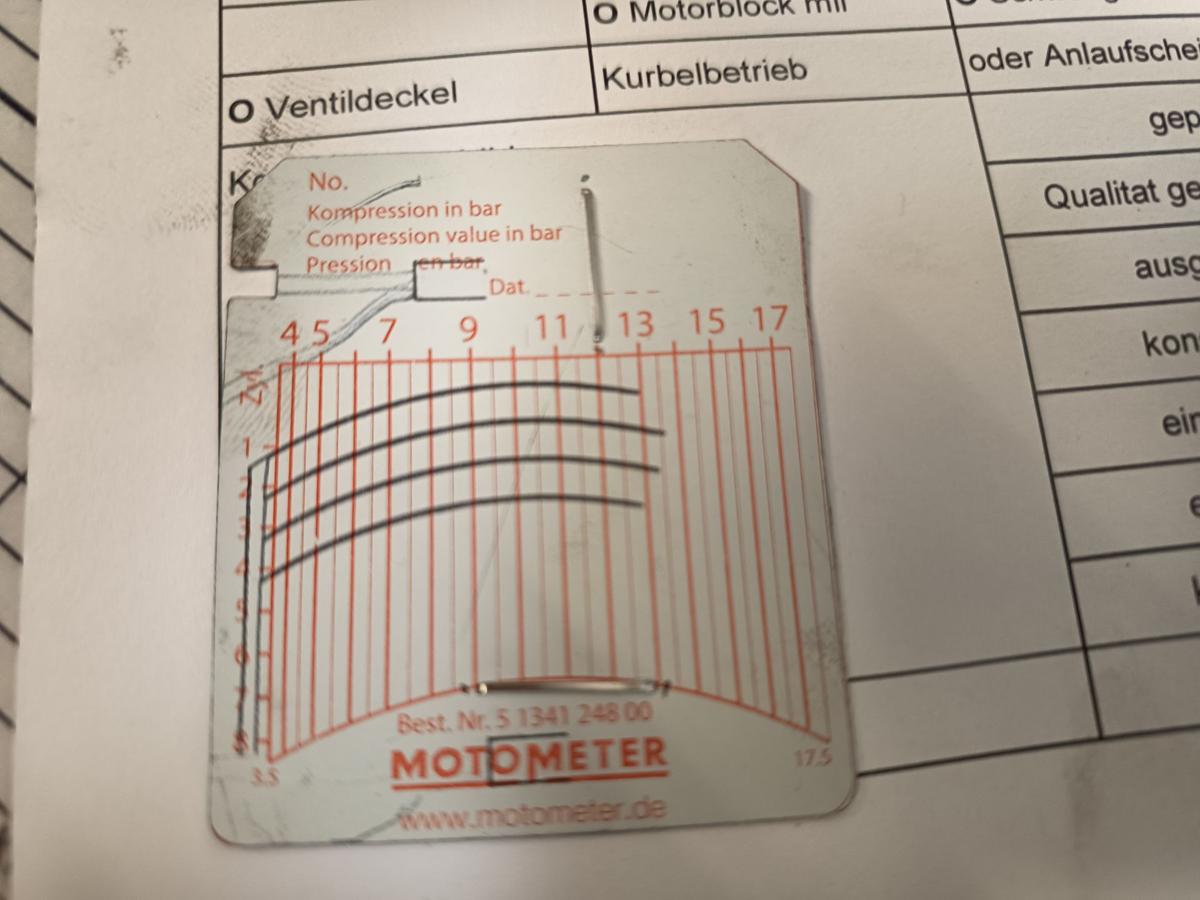 O Motorblock mit
O Ventildeckel
Kurbelbetrieb
oder Anlaufschei
gep
Qualitat ge
ausg
kon
ein
No.
Kompression in bar
Compression value in bar
Pression en bar
Dat.
4 5 7 9 11 13 15 17
Zyl.
1
2
3
4
5
6
7
8
3.5
17.5
Best. Nr. 5 1341 248 00
MOTOMETER
www.motometer.de